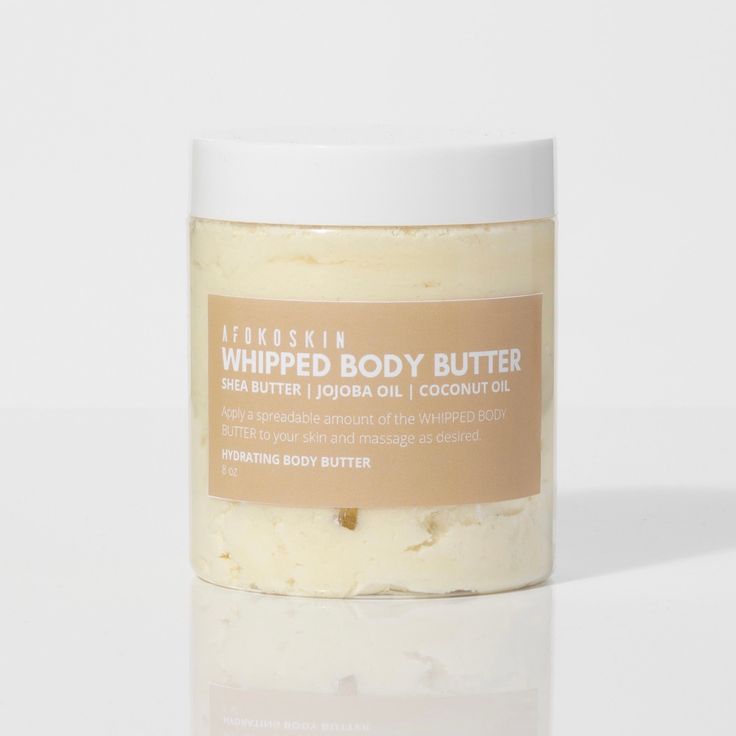 AFOKOSKIN
WHIPPED BODY BUTTER
SHEA BUTTER | JOJOBA OIL | COCONUT OIL
Apply a spreadable amount of the WHIPPED BODY
BUTTER to your skin and massage as desired.
HYDRATING BODY BUTTER
8 oz